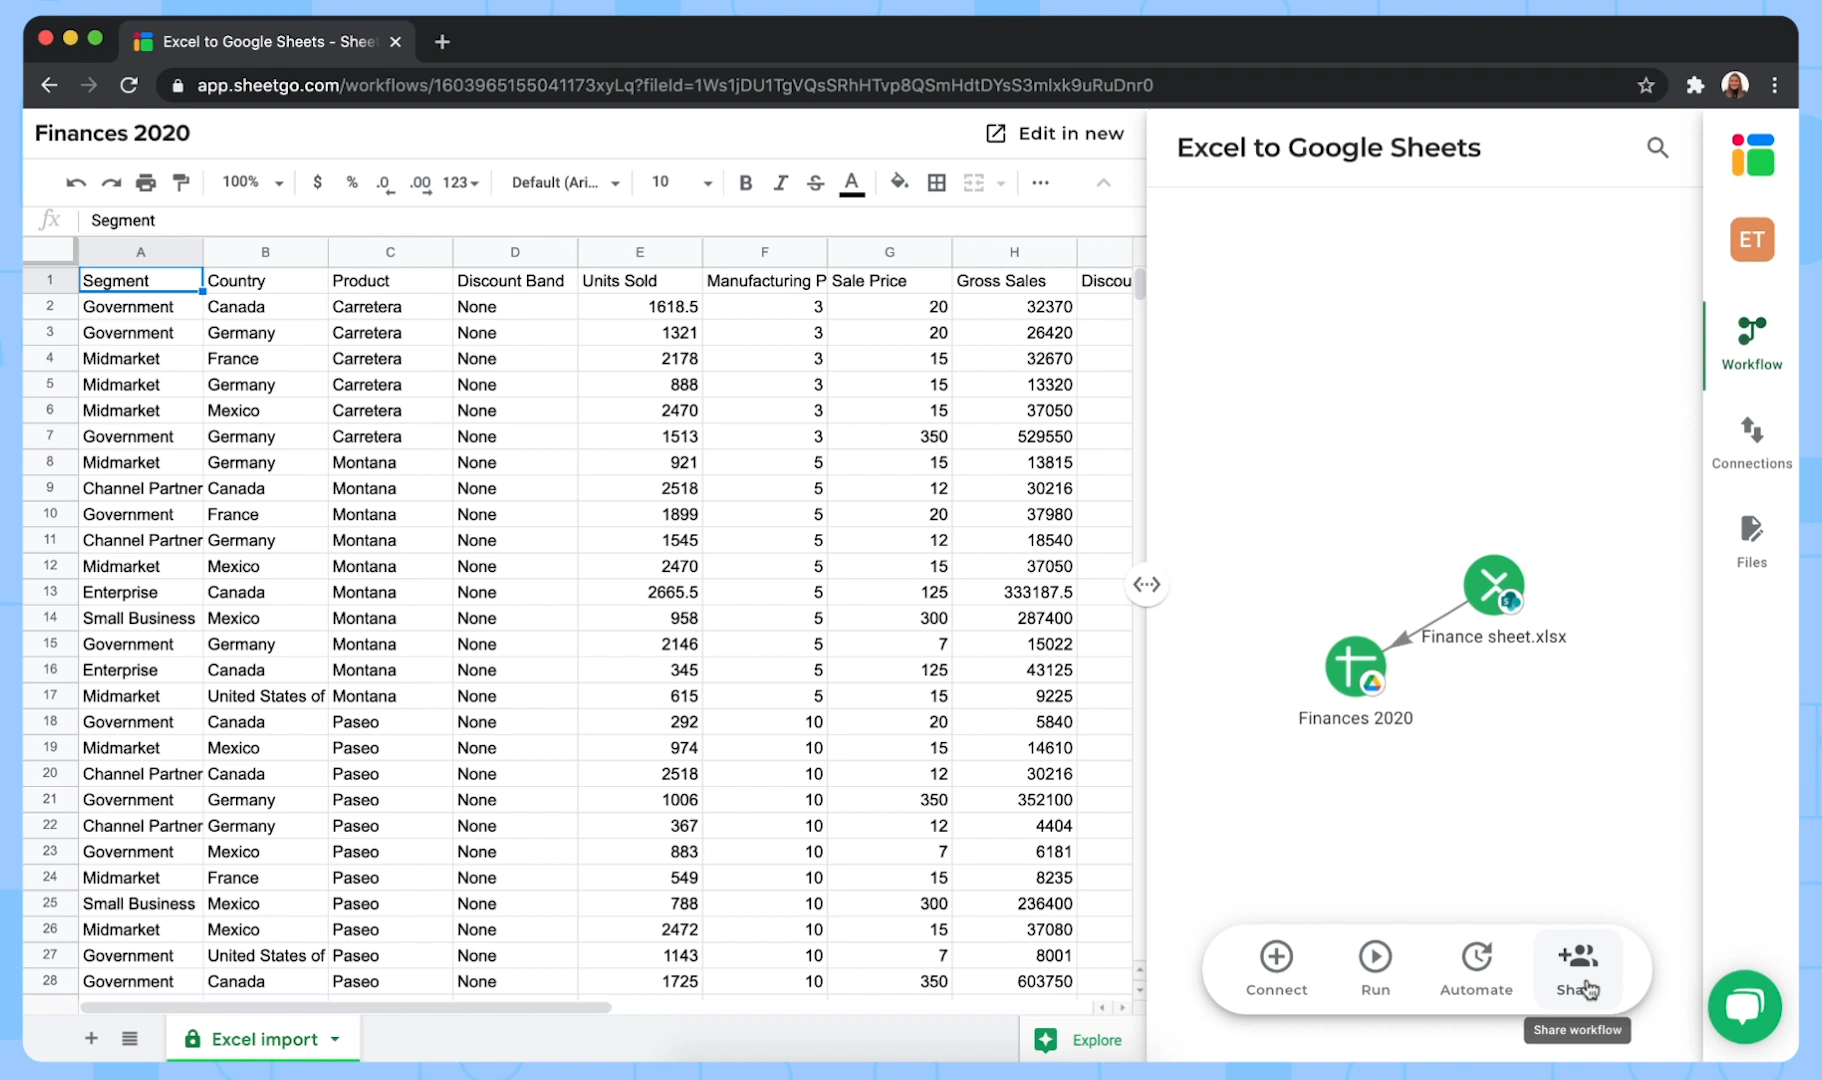 Excel to Google Sheets - Sheet
app.sheetgo.com/workflows/1603965155041173xyLq?fileId=1Ws1jDU1TgVQsSRhHTvp8QSmHdtDYsS3mlxk9uRuDnr0
Finances 2020
Edit in new
100% $ % .0 .00 123 Default (Ari... 10
fx Segment
A B C D E F G H
1 Segment Country Product Discount Band Units Sold Manufacturing P Sale Price Gross Sales Discou
2 Government Canada Carretera None 1618.5 3 20 32370
3 Government Germany Carretera None 1321 3 20 26420
4 Midmarket France Carretera None 2178 3 15 32670
5 Midmarket Germany Carretera None 888 3 15 13320
6 Midmarket Mexico Carretera None 2470 3 15 37050
7 Government Germany Carretera None 1513 3 350 529550
8 Midmarket Germany Montana None 921 5 15 13815
9 Channel Partner Canada Montana None 2518 5 12 30216
10 Government France Montana None 1899 5 20 37980
11 Channel Partner Germany Montana None 1545 5 12 18540
12 Midmarket Mexico Montana None 2470 5 15 37050
13 Enterprise Canada Montana None 2665.5 5 125 333187.5
14 Small Business Mexico Montana None 958 5 300 287400
15 Government Germany Montana None 2146 5 7 15022
16 Enterprise Canada Montana None 345 5 125 43125
17 Midmarket United States of Montana None 615 5 15 9225
18 Government Canada Paseo None 292 10 20 5840
19 Midmarket Mexico Paseo None 974 10 15 14610
20 Channel Partner Canada Paseo None 2518 10 12 30216
21 Government Germany Paseo None 1006 10 350 352100
22 Channel Partner Germany Paseo None 367 10 12 4404
23 Government Mexico Paseo None 883 10 7 6181
24 Midmarket France Paseo None 549 10 15 8235
25 Small Business Mexico Paseo None 788 10 300 236400
26 Midmarket Mexico Paseo None 2472 10 15 37080
27 Government United States of Paseo None 1143 10 7 8001
28 Government Canada Paseo None 1725 10 350 603750
Excel import
Explore
Excel to Google Sheets
Finance sheet.xlsx
Finances 2020
Connect Run Automate Share
Share workflow
ET
Workflow
Connections
Files